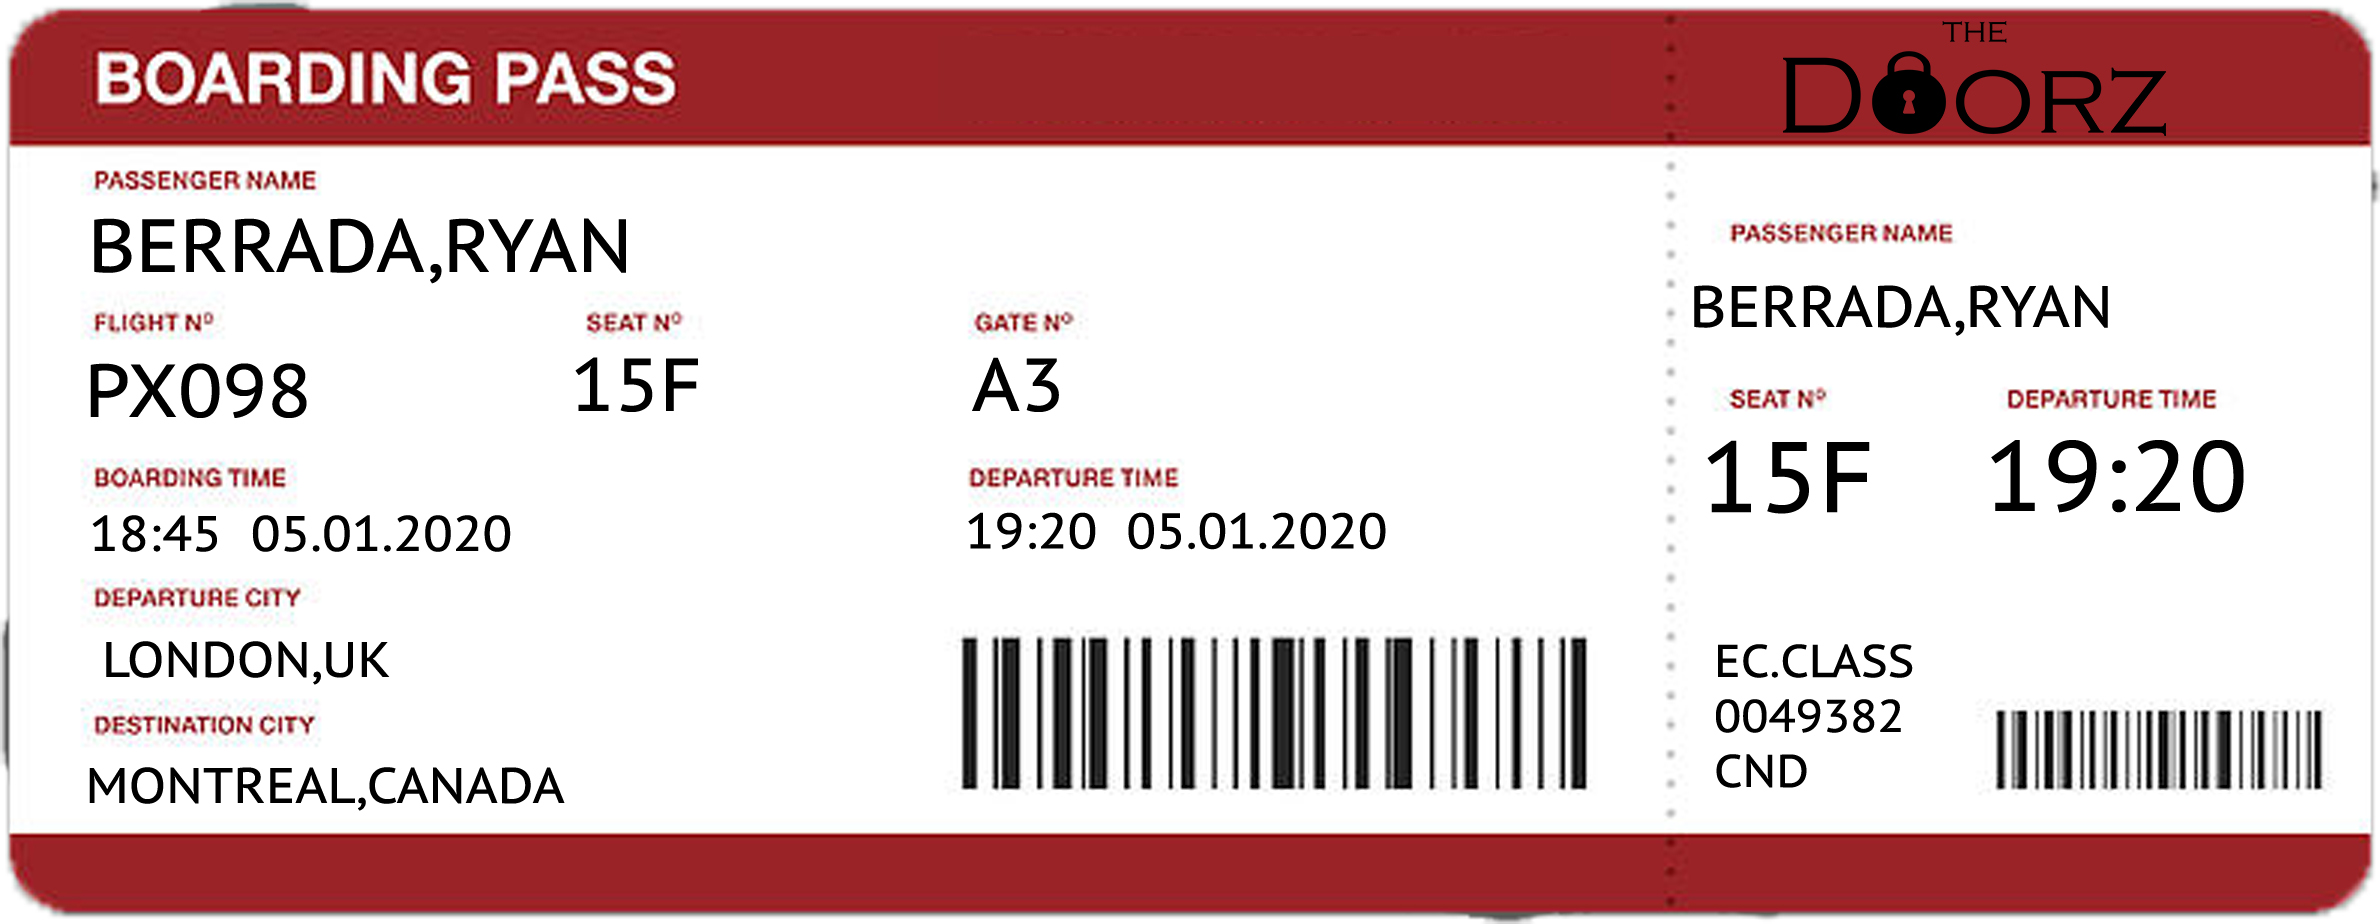 BOARDING PASS
THE
DOORZ
PASSENGER NAME
BERRADA,RYAN
FLIGHT Nº SEAT Nº GATE Nº
PX098 15F A3
BOARDING TIME DEPARTURE TIME
18:45 05.01.2020 19:20 05.01.2020
DEPARTURE CITY
LONDON,UK
DESTINATION CITY
MONTREAL,CANADA
PASSENGER NAME
BERRADA,RYAN
SEAT Nº DEPARTURE TIME
15F 19:20
EC.CLASS
0049382
CND